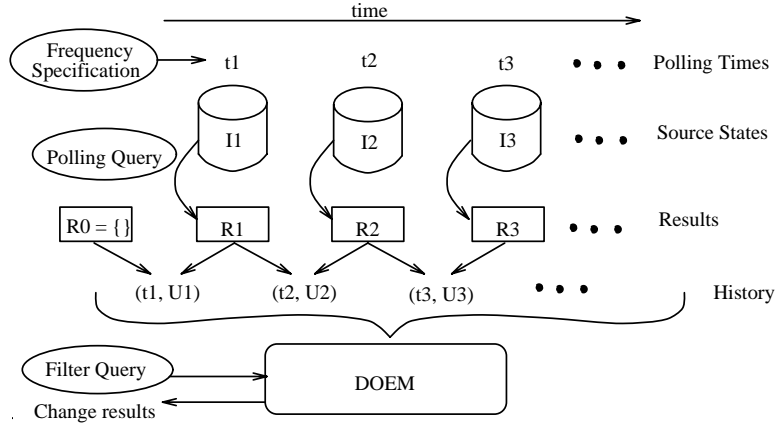 time
Frequency
Specification
t1
t2
t3
Polling Times
I1
I2
I3
Source States
Polling Query
R0 = {}
R1
R2
R3
Results
(t1, U1)
(t2, U2)
(t3, U3)
History
Filter Query
DOEM
Change results